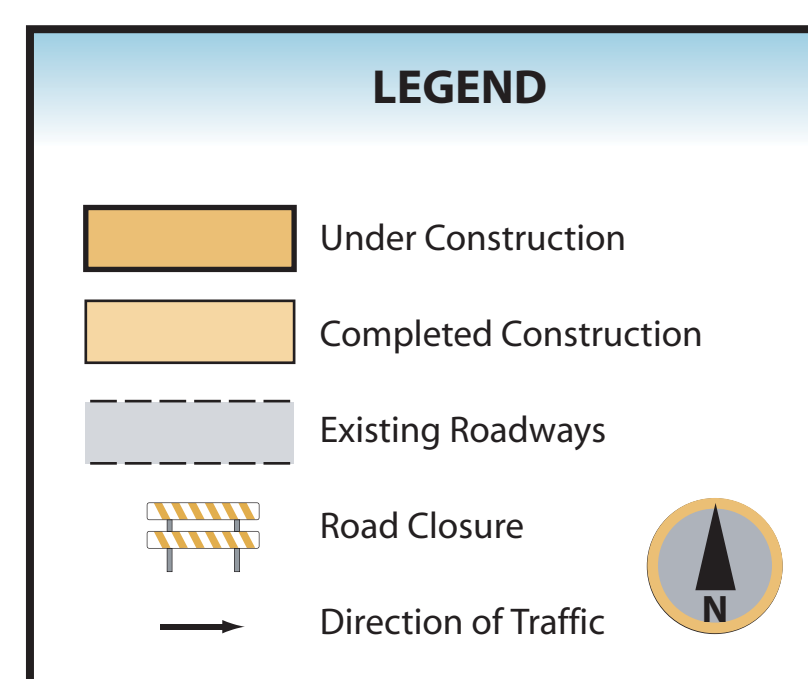 LEGEND
Under Construction
Completed Construction
Existing Roadways
Road Closure
Direction of Traffic
N